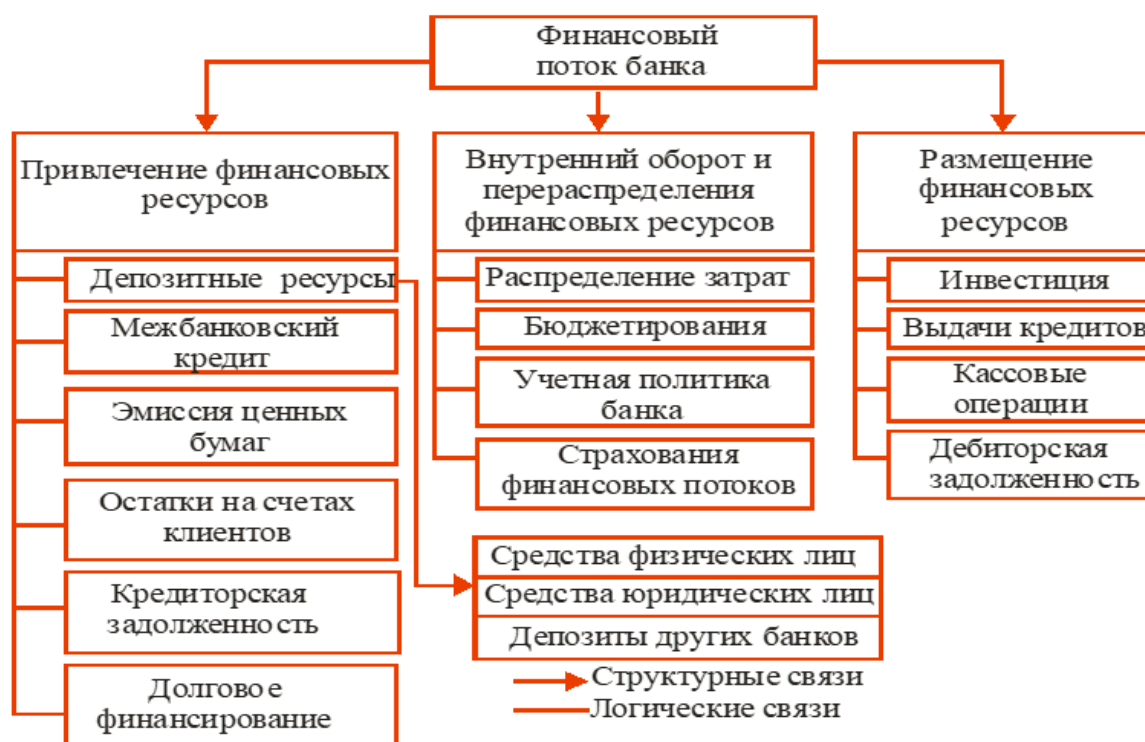 Финансовый
поток банка
Привлечение финансовых
ресурсов
Депозитные ресурсы
Межбанковский
кредит
Эмиссия ценных
бумаг
Остатки на счетах
клиентов
Кредиторская
задолженность
Долговое
финансирование
Внутренний оборот и
перераспределения
финансовых ресурсов
Распределение затрат
Бюджетирования
Учетная политика
банка
Страхования
финансовых потоков
Размещение
финансовых
ресурсов
Инвестиция
Выдачи кредитов
Кассовые
операции
Дебиторская
задолженность
Средства физических лиц
Средства юридических лиц
Депозиты других банков
Структурные связи
Логические связи